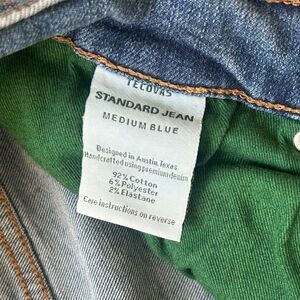 TECOVAS
STANDARD JEAN
MEDIUM BLUE
Designed in Austin, Texas
Handcrafted using premium denim
92% Cotton
6% Polyester
2% Elastane
Care instructions on reverse